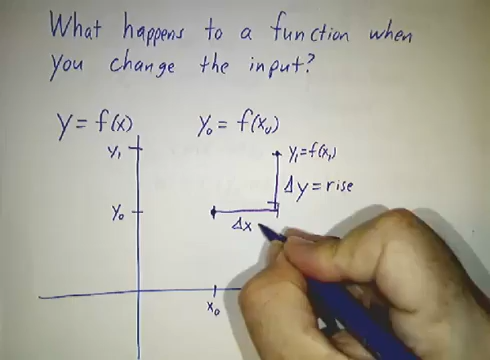 What happens to a function when
you change the input?
y = f(x)
y₀ = f(x₀)
y₁
y₁ = f(x₁)
Δy = rise
y₀
Δx
x₀